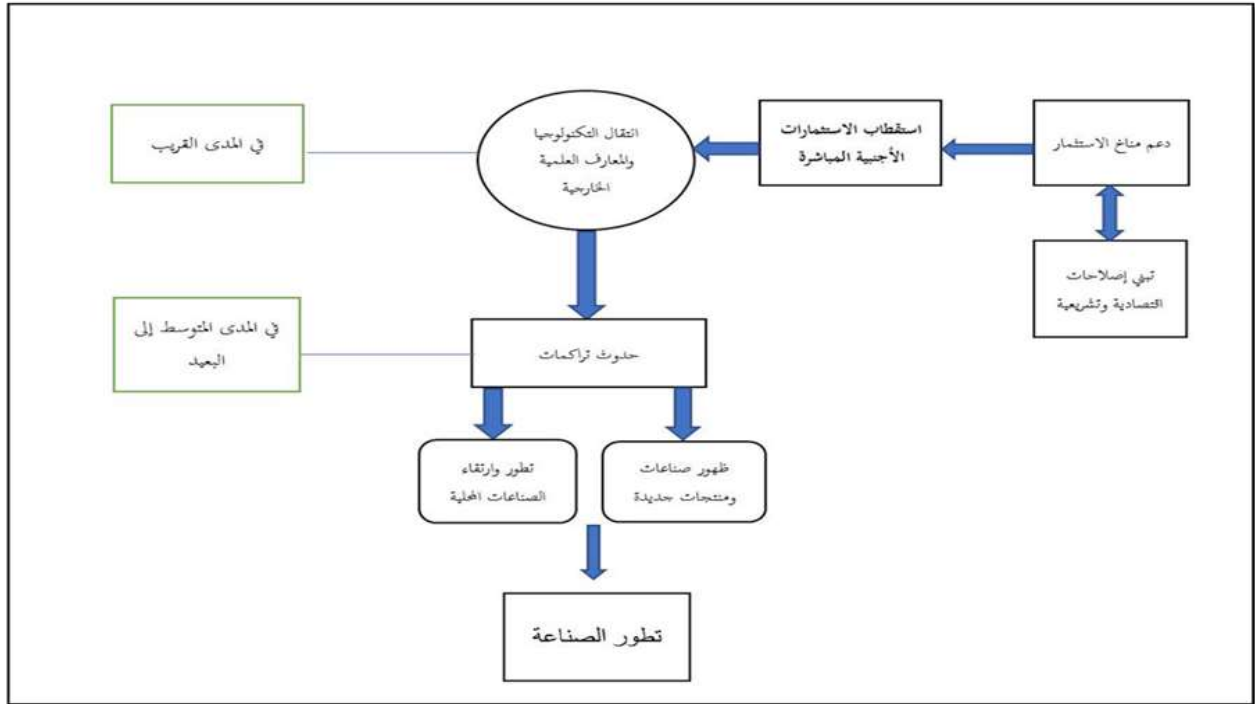 دعم مناخ الاستثمار
تبني إصلاحات
اقتصادية وتشريعية
استقطاب الاستثمارات
الأجنبية المباشرة
انتقال التكنولوجيا
والمعارف العلمية
الخارجية
في المدى القريب
حدوث تراكمات
في المدى المتوسط إلى
البعيد
ظهور صناعات
ومنتجات جديدة
تطور وارتقاء
الصناعات المحلية
تطور الصناعة